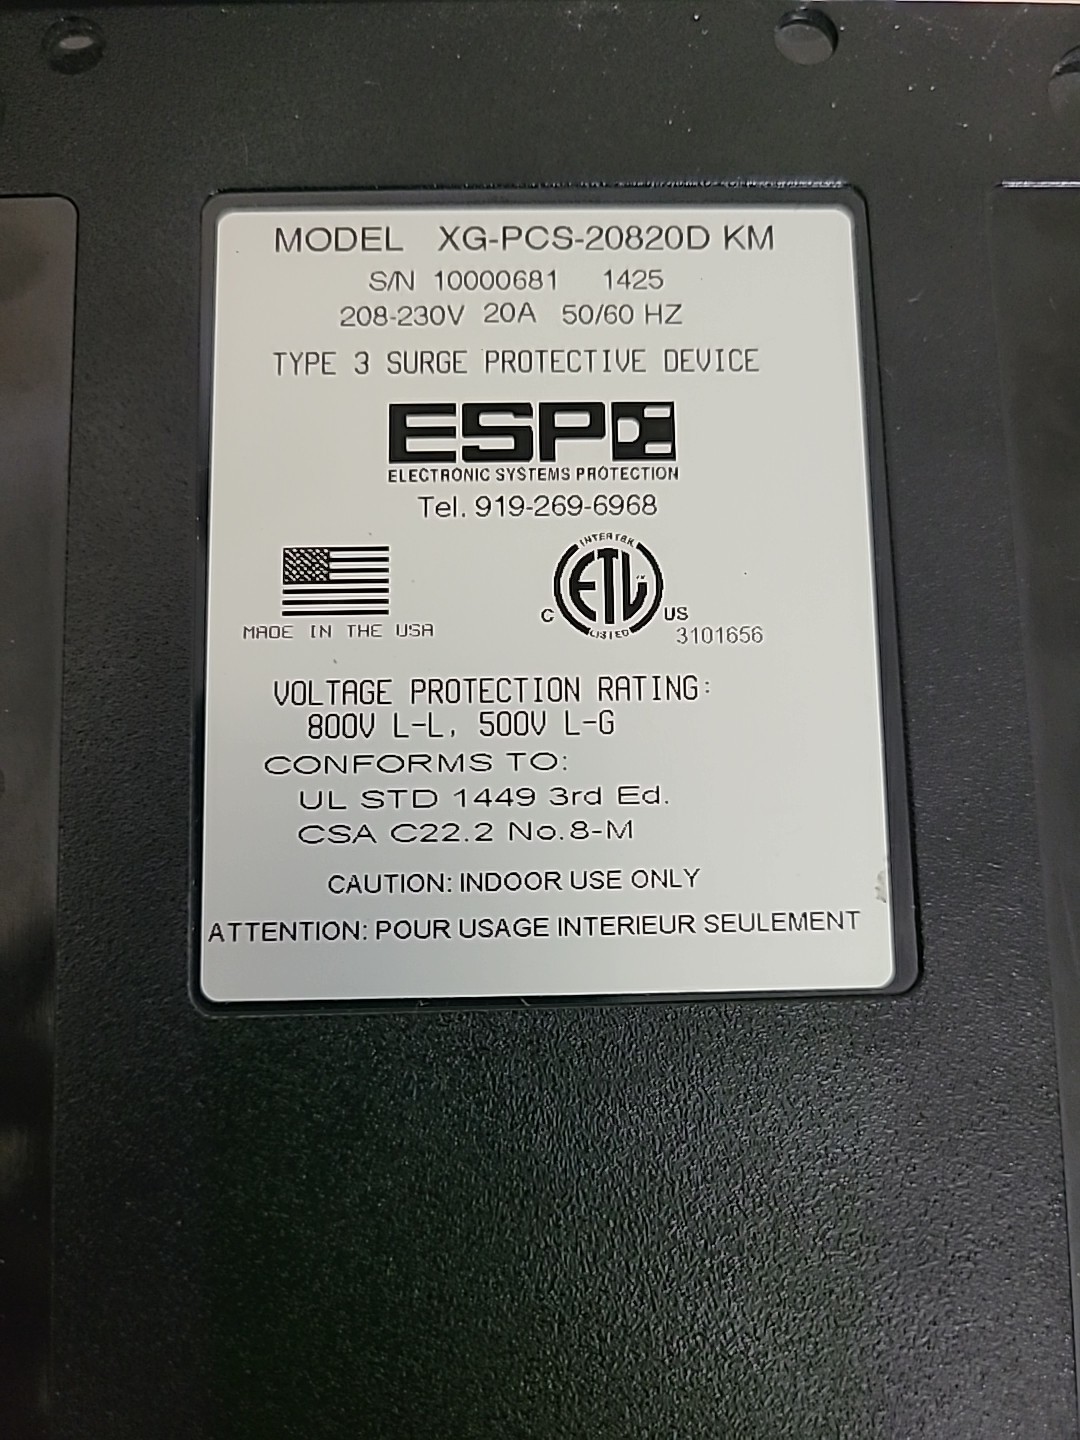 MODEL XG-PCS-20820D KM
S/N 10000681 1425
208-230V 20A 50/60 HZ
TYPE 3 SURGE PROTECTIVE DEVICE
ESP
ELECTRONIC SYSTEMS PROTECTION
Tel. 919-269-6968
INTERTEK
ETL
C US
LISTED
3101656
MADE IN THE USA
VOLTAGE PROTECTION RATING:
800V L-L, 500V L-G
CONFORMS TO:
UL STD 1449 3rd Ed.
CSA C22.2 No.8-M
CAUTION: INDOOR USE ONLY
ATTENTION: POUR USAGE INTERIEUR SEULEMENT